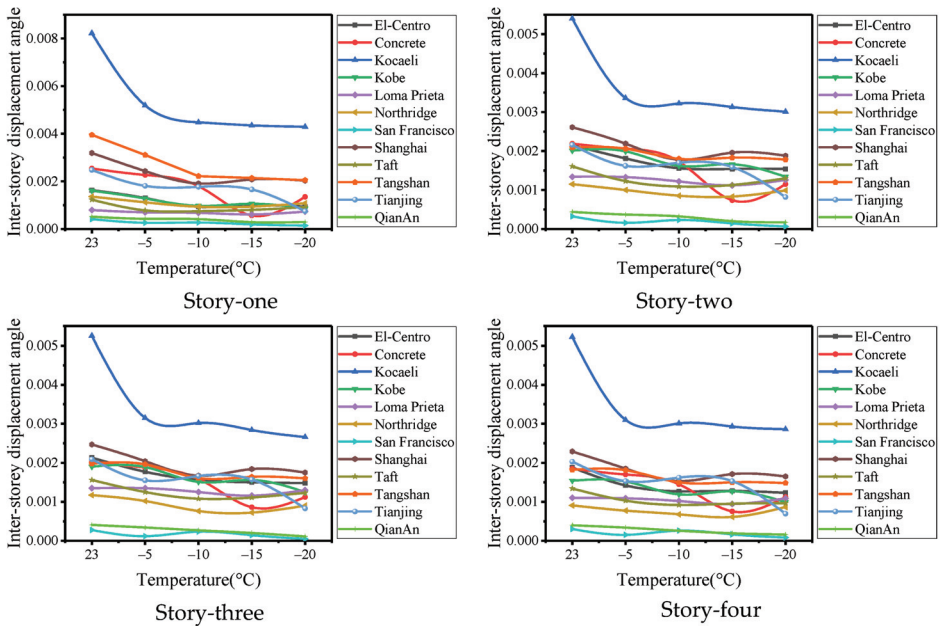 Inter-storey displacement angle
0.008
0.006
0.004
0.002
0.000
23 –5 –10 –15 –20
Temperature(°C)
El-Centro
Concrete
Kocaeli
Kobe
Loma Prieta
Northridge
San Francisco
Shanghai
Taft
Tangshan
Tianjing
QianAn
Story-one
Inter-storey displacement angle
0.005
0.004
0.003
0.002
0.001
0.000
23 –5 –10 –15 –20
Temperature(°C)
El-Centro
Concrete
Kocaeli
Kobe
Loma Prieta
Northridge
San Francisco
Shanghai
Taft
Tangshan
Tianjing
QianAn
Story-two
Inter-storey displacement angle
0.005
0.004
0.003
0.002
0.001
0.000
23 –5 –10 –15 –20
Temperature(°C)
El-Centro
Concrete
Kocaeli
Kobe
Loma Prieta
Northridge
San Francisco
Shanghai
Taft
Tangshan
Tianjing
QianAn
Story-three
Inter-storey displacement angle
0.005
0.004
0.003
0.002
0.001
0.000
23 –5 –10 –15 –20
Temperature(°C)
El-Centro
Concrete
Kocaeli
Kobe
Loma Prieta
Northridge
San Francisco
Shanghai
Taft
Tangshan
Tianjing
QianAn
Story-four